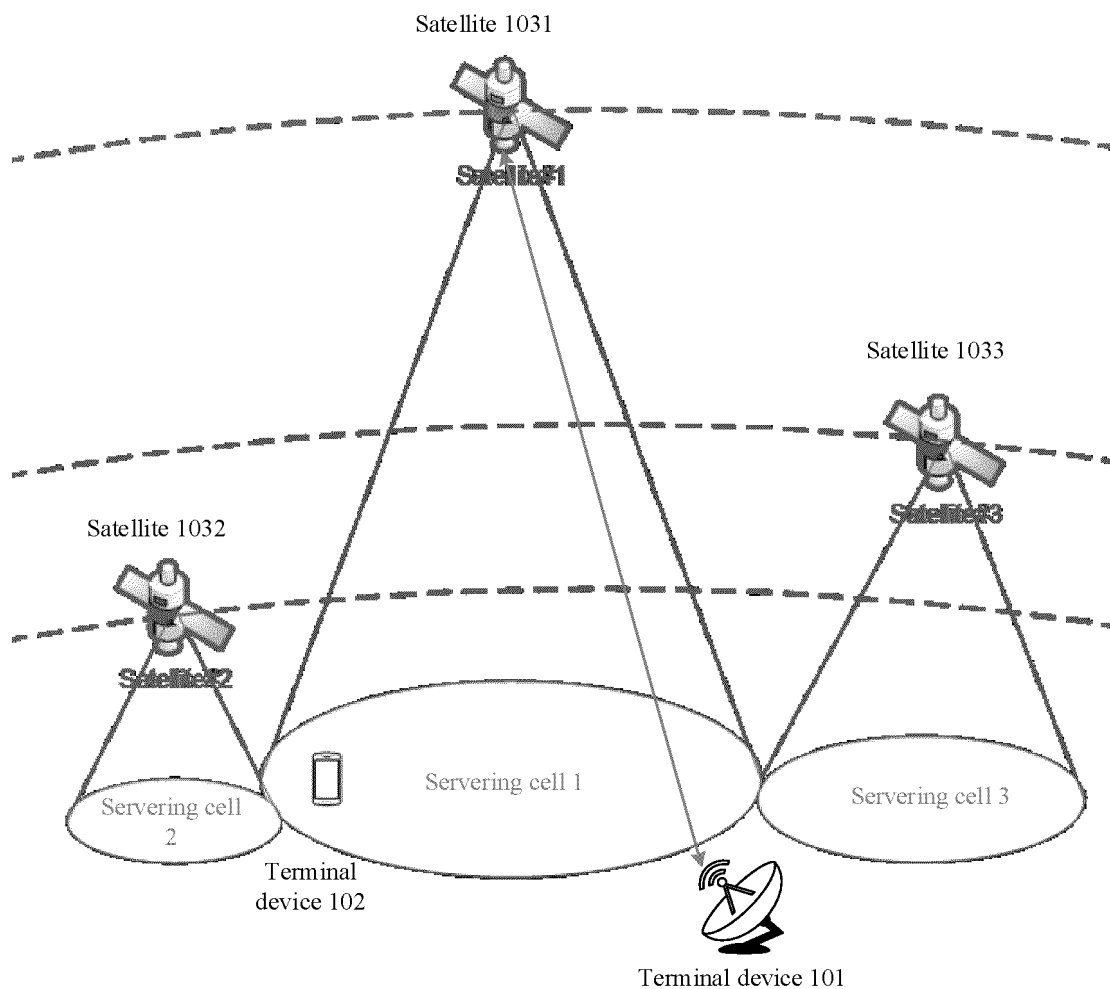 Satellite 1031
Satellite#1
Satellite 1033
Satellite#3
Satellite 1032
Satellite#2
Servering cell 1
Servering cell
2
Servering cell 3
Terminal
device 102
Terminal device 101